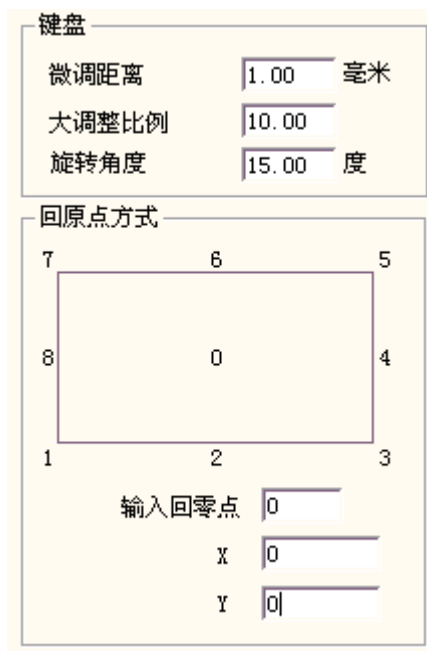 键盘
微调距离 1.00 毫米
大调整比例 10.00
旋转角度 15.00 度
回原点方式
7 6 5
8 0 4
1 2 3
输入回零点 0
X 0
Y 0